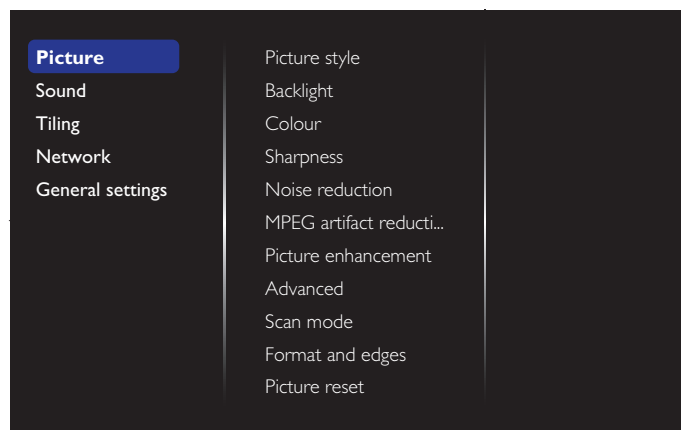 Picture
Sound
Tiling
Network
General settings
Picture style
Backlight
Colour
Sharpness
Noise reduction
MPEG artifact reducti...
Picture enhancement
Advanced
Scan mode
Format and edges
Picture reset